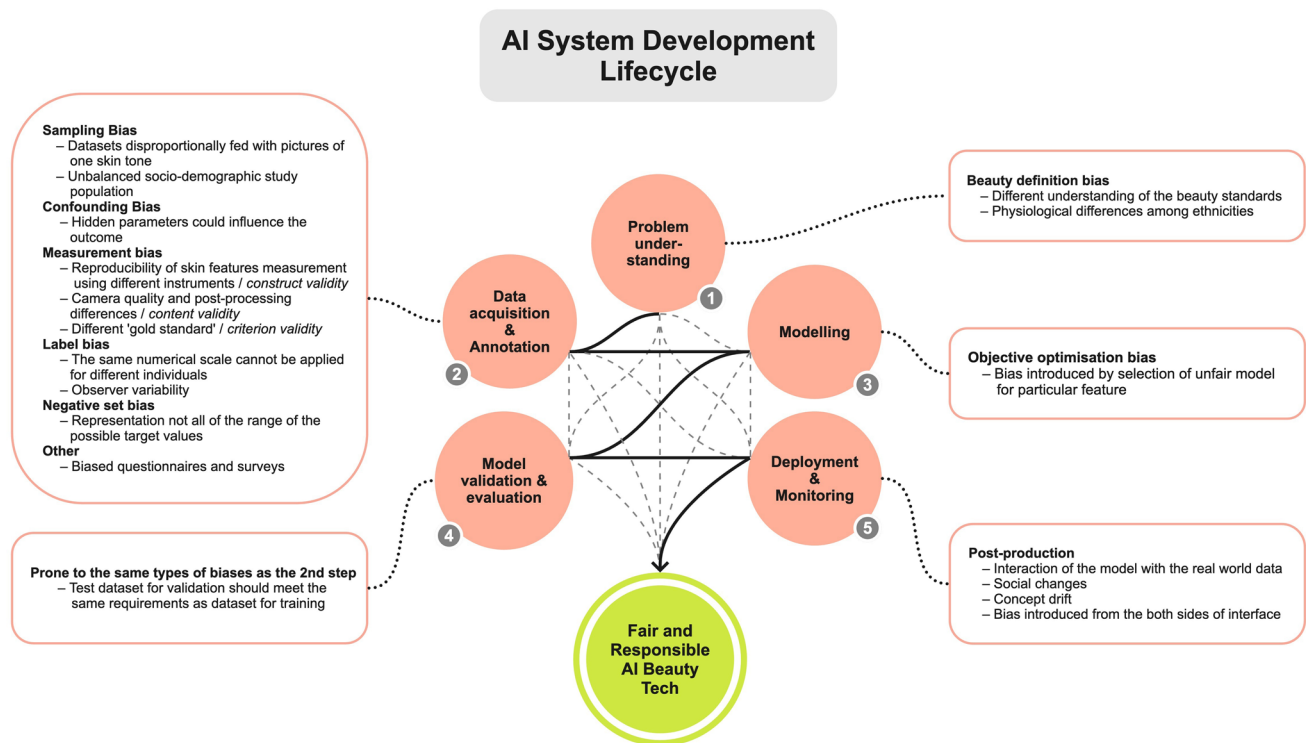 AI System Development
Lifecycle
Sampling Bias
– Datasets disproportionally fed with pictures of
one skin tone
– Unbalanced socio-demographic study
population
Confounding Bias
– Hidden parameters could influence the
outcome
Measurement bias
– Reproducibility of skin features measurement
using different instruments / construct validity
– Camera quality and post-processing
differences / content validity
– Different 'gold standard' / criterion validity
Label bias
– The same numerical scale cannot be applied
for different individuals
– Observer variability
Negative set bias
– Representation not all of the range of the
possible target values
Other
– Biased questionnaires and surveys
Prone to the same types of biases as the 2nd step
– Test dataset for validation should meet the
same requirements as dataset for training
Problem
under-
standing
1
Data
acquisition
&
Annotation
2
Modelling
3
Model
validation &
evaluation
4
Deployment
&
Monitoring
5
Fair and
Responsible
AI Beauty
Tech
Beauty definition bias
– Different understanding of the beauty standards
– Physiological differences among ethnicities
Objective optimisation bias
– Bias introduced by selection of unfair model
for particular feature
Post-production
– Interaction of the model with the real world data
– Social changes
– Concept drift
– Bias introduced from the both sides of interface